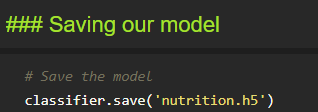 ### Saving our model
# Save the model
classifier.save('nutrition.h5')